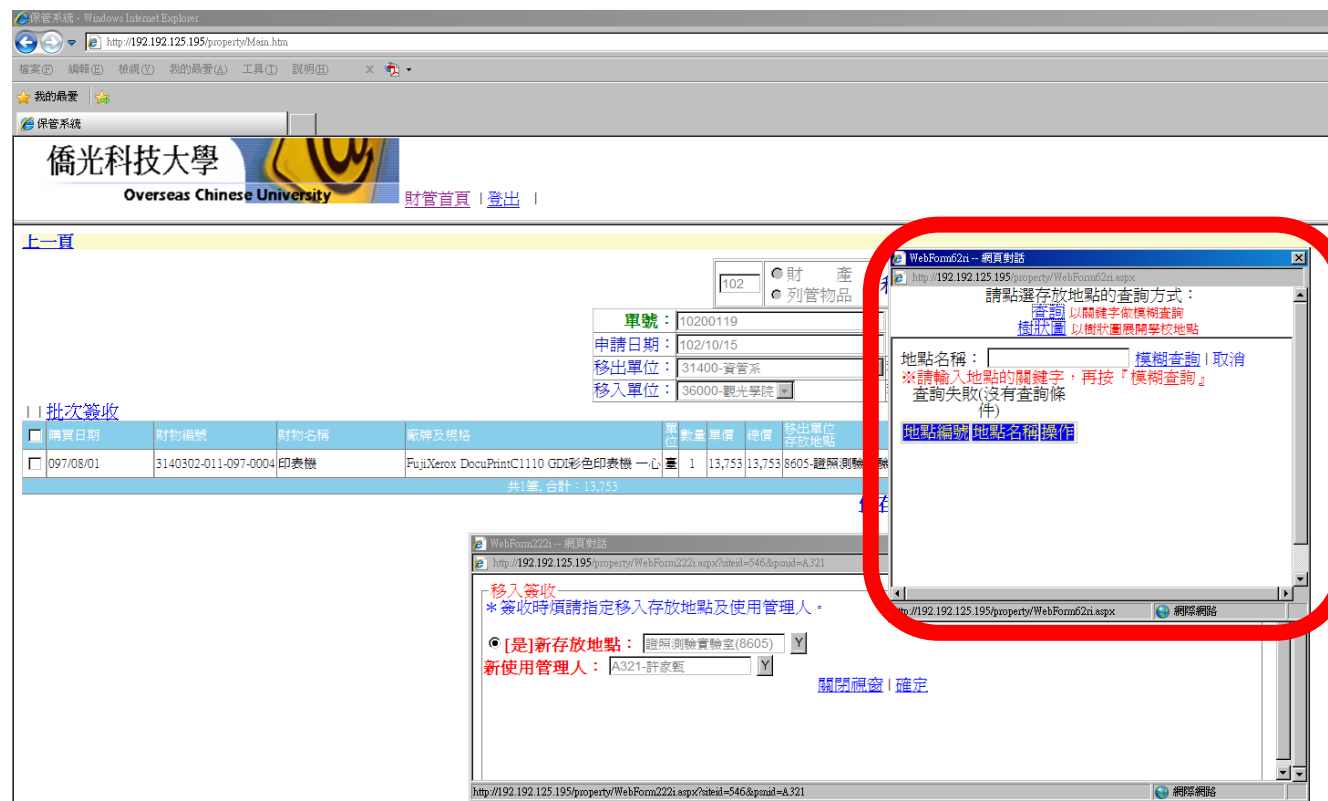 保管系統 - Windows Internet Explorer
http://192.192.125.195/property/Main.htm
檔案(F) 編輯(E) 檢視(V) 我的最愛(A) 工具(T) 說明(H) x
我的最愛
保管系統
僑光科技大學
Overseas Chinese University
財管首頁 | 登出 |
上一頁
102 財 產
列管物品
單號： 10200119
申請日期： 102/10/15
移出單位： 31400-資管系
移入單位： 36000-觀光學院
| | 批次簽收
購買日期 財物編號 財物名稱 廠牌及規格 單位 數量 單價 總價 移出單位
存放地點
097/08/01 3140302-011-097-0004 印表機 FujiXerox DocuPrintC1110 GDI彩色印表機 一心 臺 1 13,753 13,753 8605-證照測驗
共1筆, 合計：13,753
WebForm62ri -- 網頁對話
http://192.192.125.195/property/WebForm62ri.aspx
請點選存放地點的查詢方式：
查詢 以關鍵字做模糊查詢
樹狀圖 以樹狀圖展開學校地點
地點名稱： 模糊查詢 | 取消
※請輸入地點的關鍵字，再按『模糊查詢』
查詢失敗(沒有查詢條
件)
地點編號 地點名稱 操作
http://192.192.125.195/property/WebForm62ri.aspx 網際網路
WebForm222i -- 網頁對話
http://192.192.125.195/property/WebForm222i.aspx?siteid=546&psnid=A321
移入簽收
＊簽收時煩請指定移入存放地點及使用管理人。
[是]新存放地點： 證照測驗實驗室(8605) Y
新使用管理人： A321-許家甄 Y
關閉視窗 | 確定
http://192.192.125.195/property/WebForm222i.aspx?siteid=546&psnid=A321 網際網路